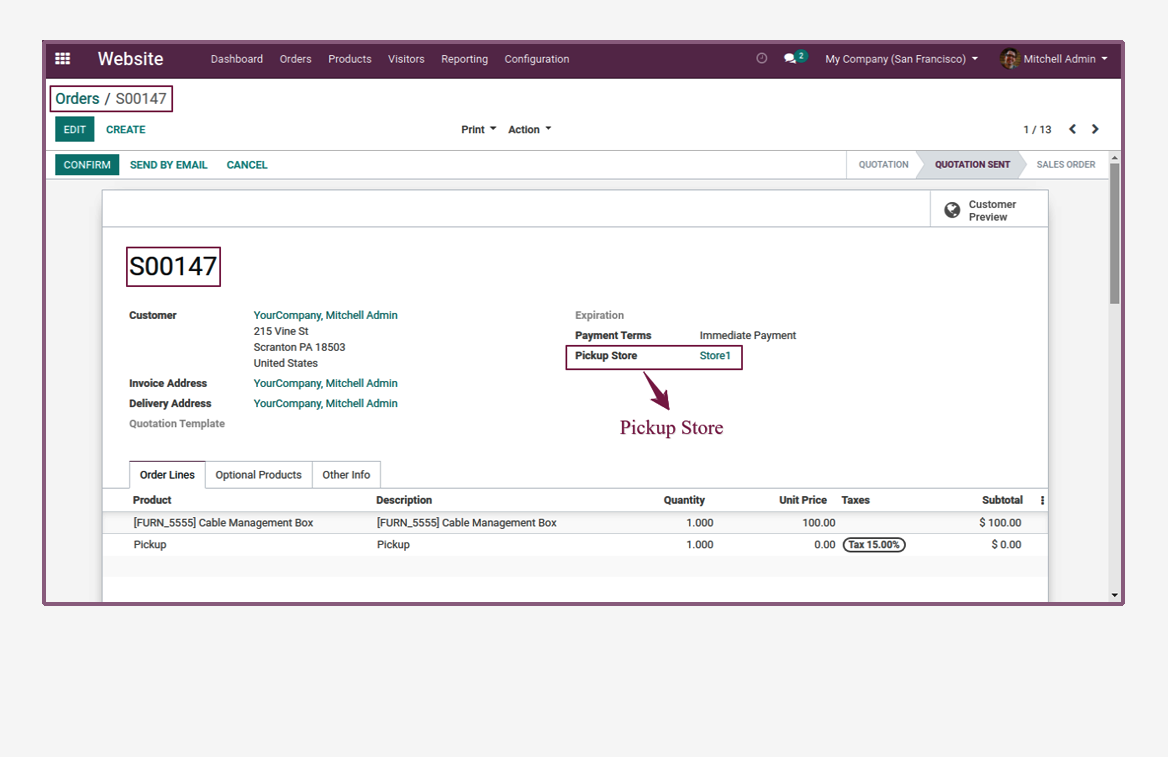 Website Dashboard Orders Products Visitors Reporting Configuration 2 My Company (San Francisco) Mitchell Admin
Orders / S00147
EDIT CREATE Print Action 1 / 13
CONFIRM SEND BY EMAIL CANCEL QUOTATION QUOTATION SENT SALES ORDER
Customer
Preview
S00147
Customer YourCompany, Mitchell Admin Expiration
215 Vine St
Payment Terms Immediate Payment
Scranton PA 18503
Pickup Store Store1
United States
Invoice Address YourCompany, Mitchell Admin
Delivery Address YourCompany, Mitchell Admin
Quotation Template
Pickup Store
Order Lines Optional Products Other Info
Product Description Quantity Unit Price Taxes Subtotal
[FURN_5555] Cable Management Box [FURN_5555] Cable Management Box 1.000 100.00 $ 100.00
Pickup Pickup 1.000 0.00 Tax 15.00% $ 0.00